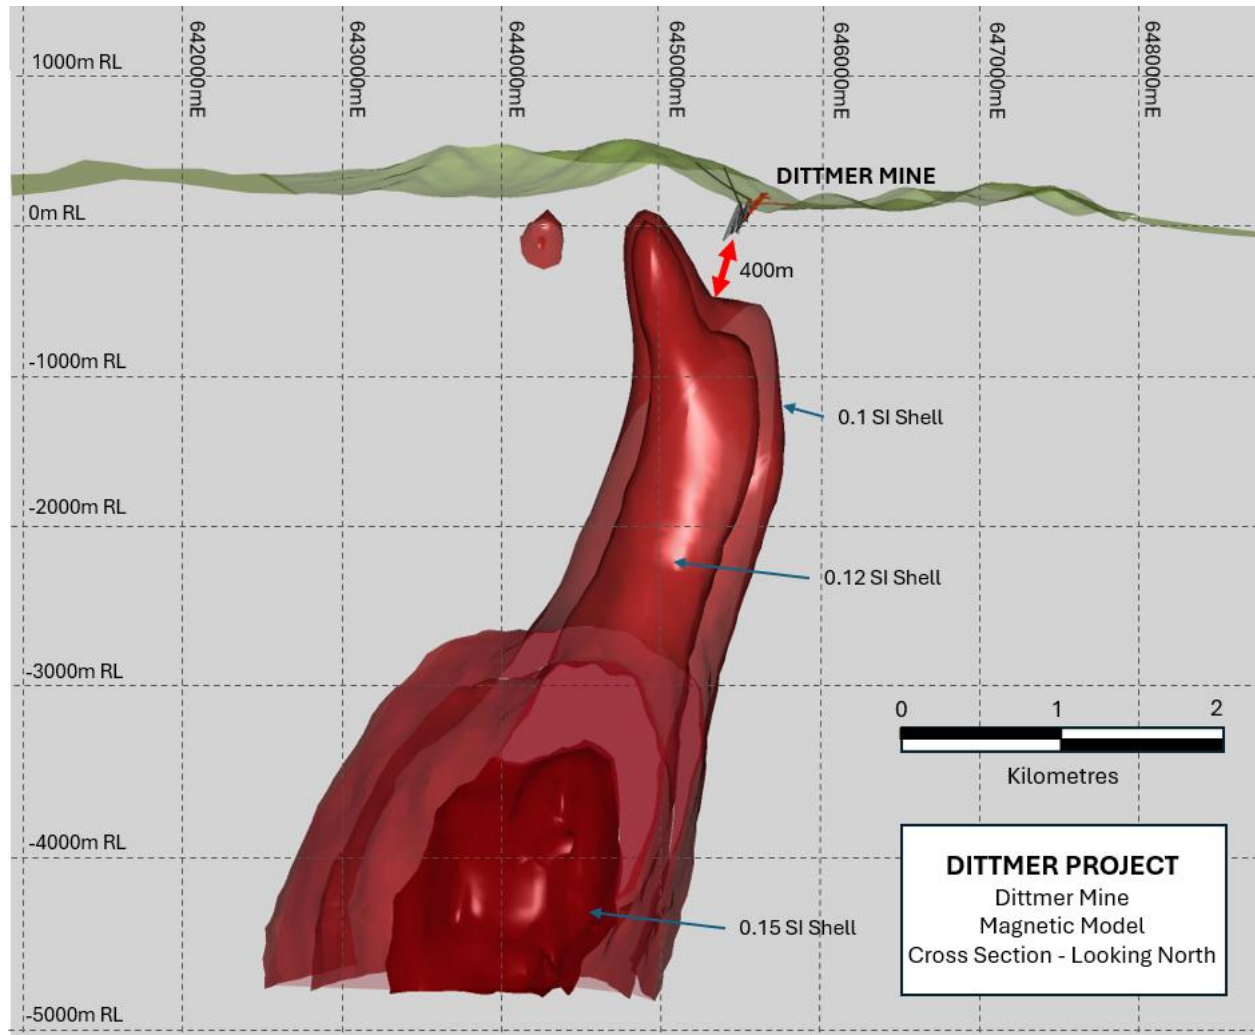 642000mE
643000mE
644000mE
645000mE
646000mE
647000mE
648000mE
1000m RL
DITTMER MINE
0m RL
400m
-1000m RL
0.1 SI Shell
-2000m RL
0.12 SI Shell
-3000m RL
0 1 2
Kilometres
-4000m RL
DITTMER PROJECT
Dittmer Mine
Magnetic Model
Cross Section - Looking North
0.15 SI Shell
-5000m RL